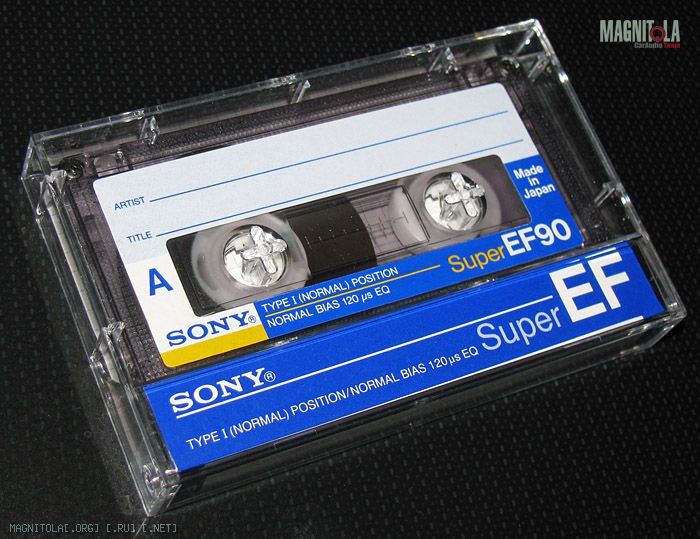 MAGNITOLA
CarAudio Techno
ARTIST
TITLE
Made
in
Japan
A
SONY®
TYPE I (NORMAL) POSITION
NORMAL BIAS 120 µs EQ
Super EF90
SONY®
Super EF
TYPE I (NORMAL) POSITION/NORMAL BIAS 120 µs EQ
MAGNITOLA[.ORG] [.RU] [.NET]